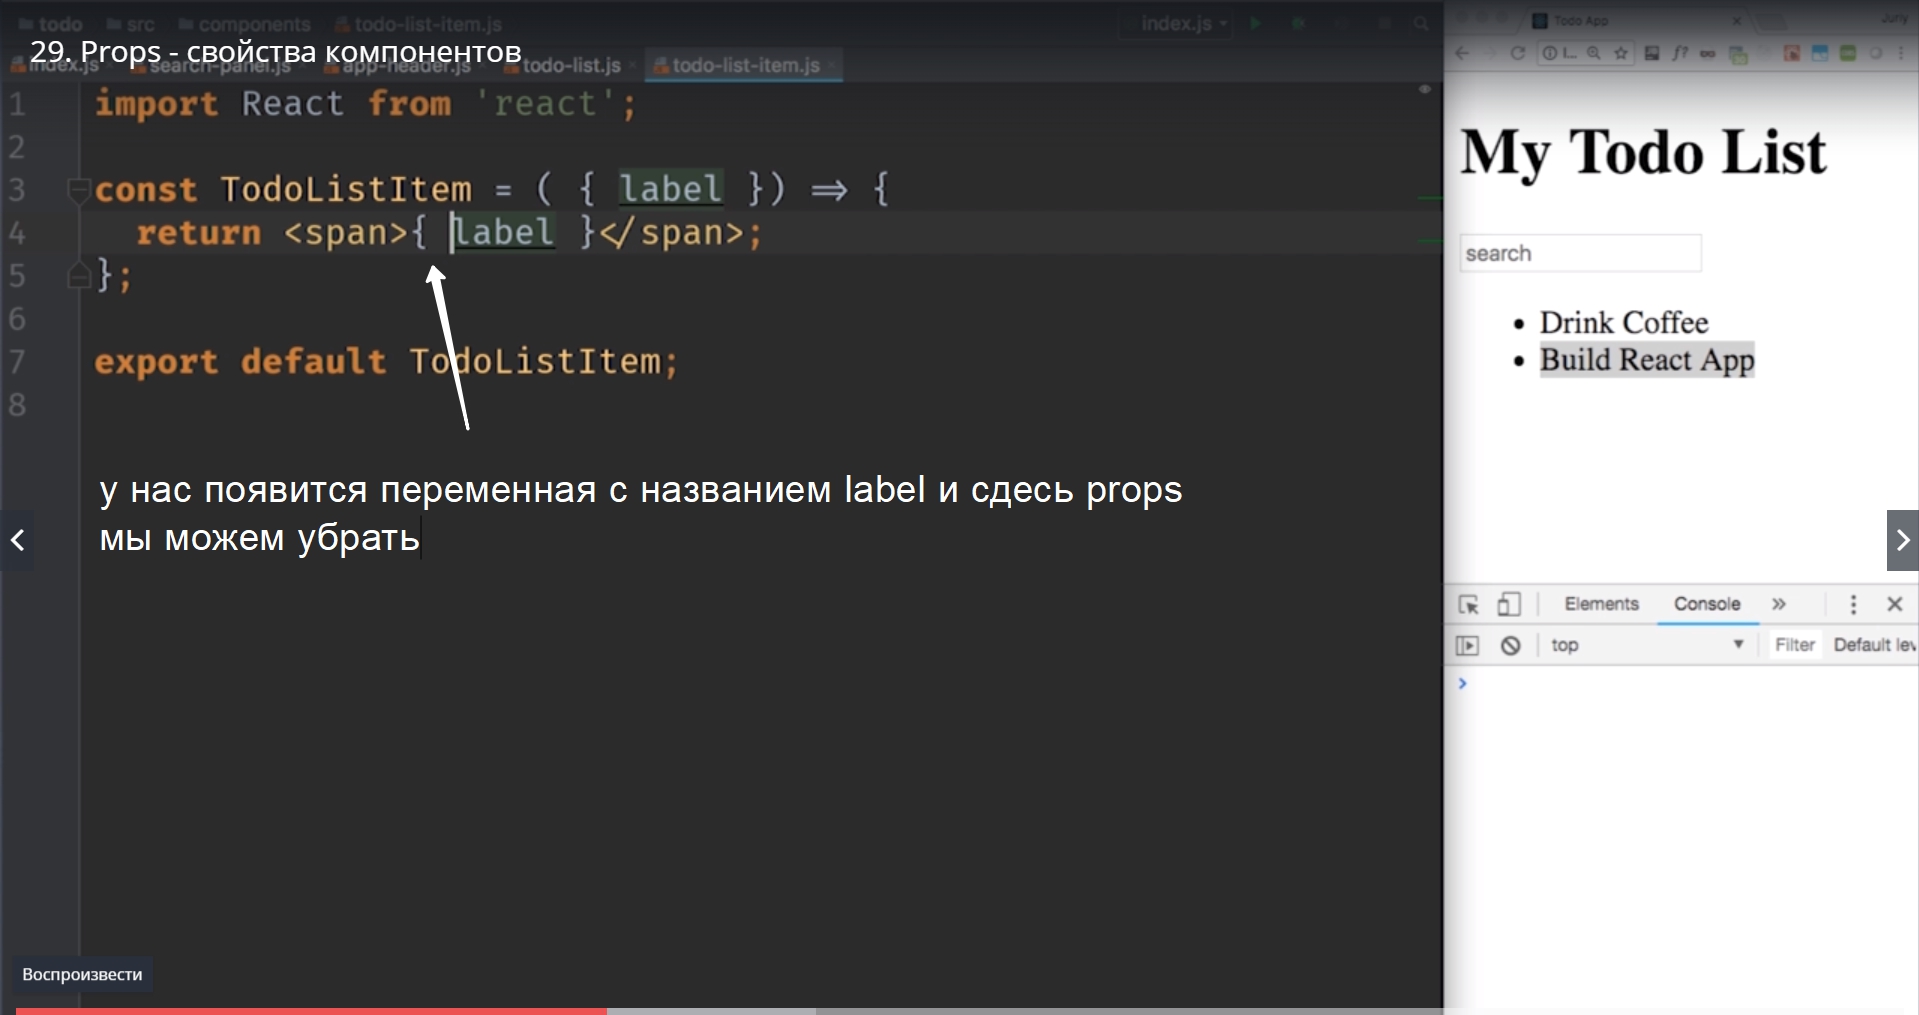 todo src components todo-list-item.js index.js
29. Props - свойства компонентов
index.js search-panel.js app-header.js todo-list.js todo-list-item.js
1 import React from 'react';
2
3 const TodoListItem = ( { label }) => {
4 return <span>{ label }</span>;
5 };
6
7 export default TodoListItem;
8
у нас появится переменная с названием label и сдесь props
мы можем убрать
Воспроизвести
Todo App
My Todo List
search
• Drink Coffee
• Build React App
Elements Console »
top Filter Default lev